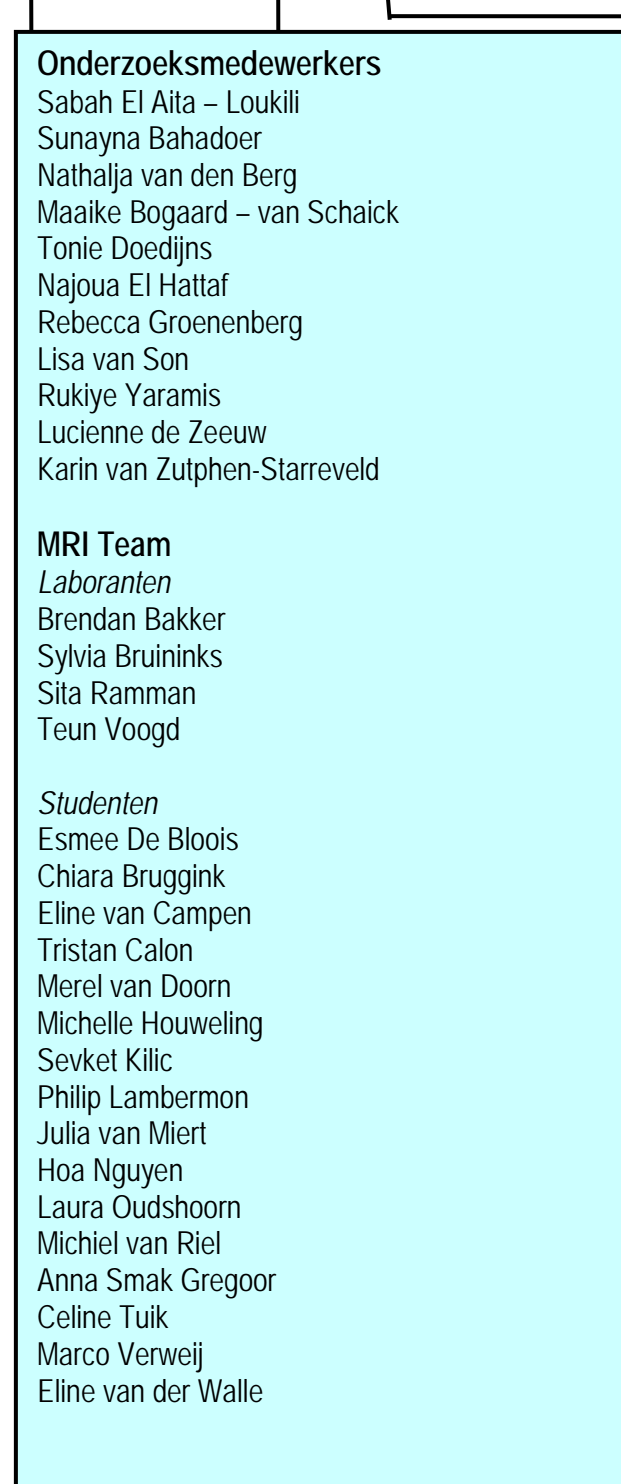 Onderzoeksmedewerkers
Sabah El Aita – Loukili
Sunayna Bahadoer
Nathalja van den Berg
Maaike Bogaard – van Schaick
Tonie Doedijns
Najoua El Hattaf
Rebecca Groenenberg
Lisa van Son
Rukiye Yaramis
Lucienne de Zeeuw
Karin van Zutphen-Starreveld
MRI Team
Laboranten
Brendan Bakker
Sylvia Bruininks
Sita Ramman
Teun Voogd
Studenten
Esmee De Bloois
Chiara Bruggink
Eline van Campen
Tristan Calon
Merel van Doorn
Michelle Houweling
Sevket Kilic
Philip Lambermon
Julia van Miert
Hoa Nguyen
Laura Oudshoorn
Michiel van Riel
Anna Smak Gregoor
Celine Tuik
Marco Verweij
Eline van der Walle